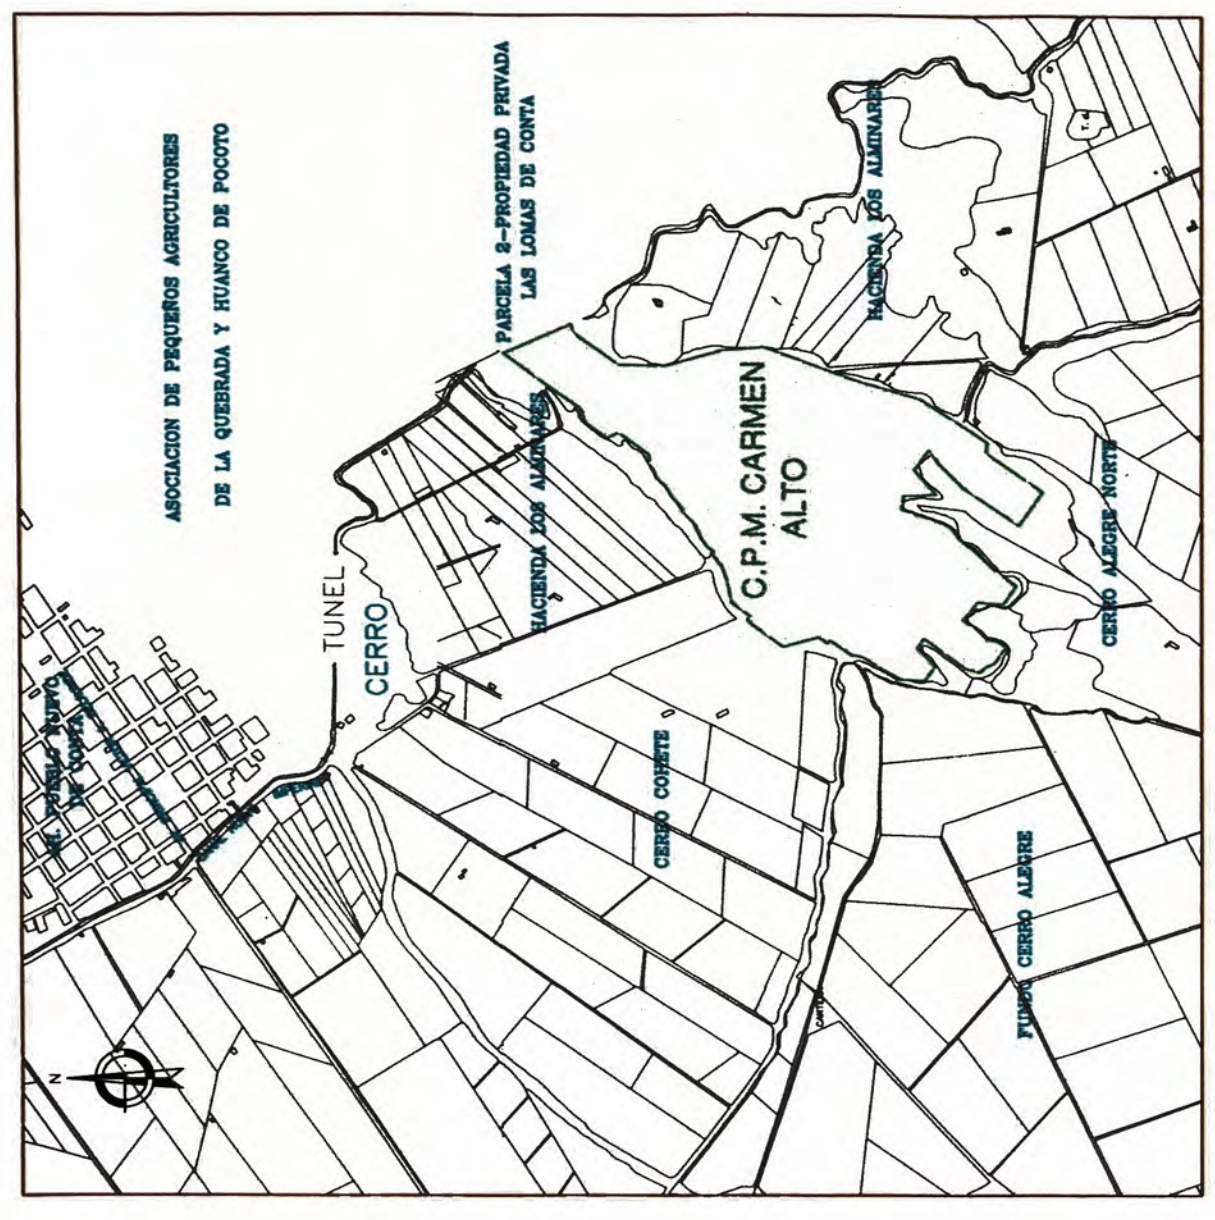 ASOCIACION DE PEQUEÑOS AGRICULTORES
DE LA QUEBRADA Y HUANCO DE POCOTO
PARCELA 2-PROPIEDAD PRIVADA
LAS LOMAS DE CONTA
HACIENDA LOS ALMINARES
HACIENDA LOS ALMINARES
C.P.M. CARMEN
ALTO
TUNEL
CERRO
CERRO ALEGRE NORTE
PUEBLO NUEVO
DE CONTA
CERRO COHETE
FUNDO CERRO ALEGRE
N